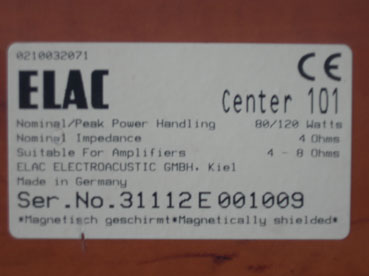 0210032071
CE
ELAC
Center 101
Nominal/Peak Power Handling 80/120 Watts
Nominal Impedance 4 Ohms
Suitable For Amplifiers 4 - 8 Ohms
ELAC ELECTROACUSTIC GMBH. Kiel
Made in Germany
Ser.No.31112E001009
*Magnetisch geschirmt*Magnetically shielded*